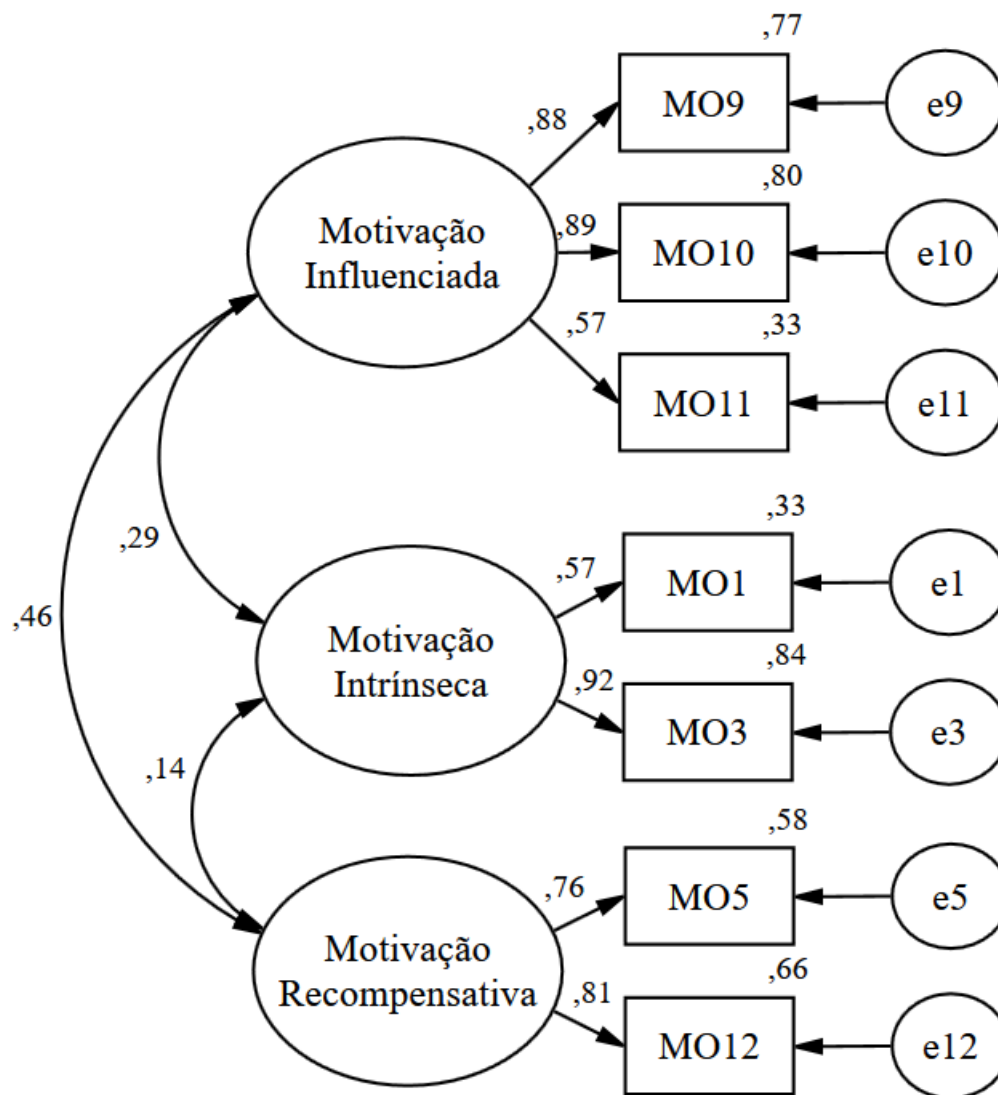 ,77
,88
MO9
e9
,80
Motivação
Influenciada
,89
MO10
e10
,33
,57
MO11
e11
,29
,46
,33
,57
MO1
e1
Motivação
Intrínseca
,84
,92
MO3
e3
,14
,58
,76
MO5
e5
Motivação
Recompensativa
,66
,81
MO12
e12